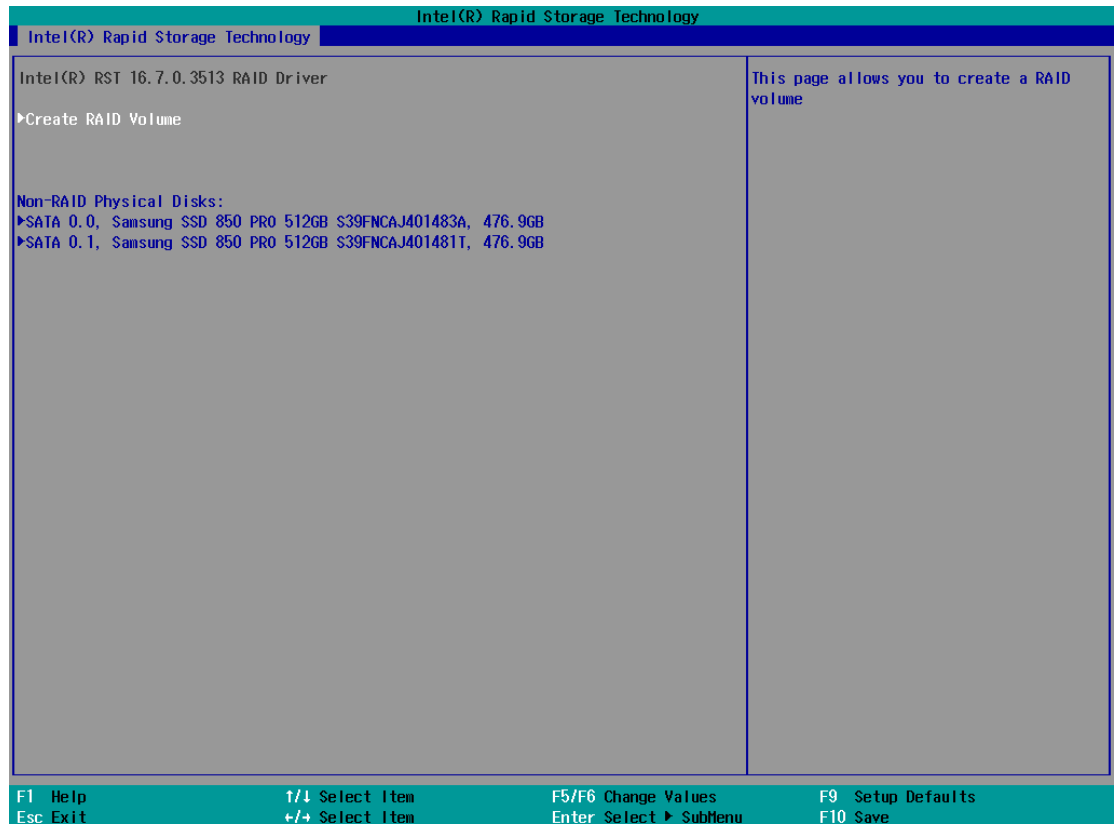 Intel(R) Rapid Storage Technology
Intel(R) Rapid Storage Technology
Intel(R) RST 16.7.0.3513 RAID Driver
▶Create RAID Volume
Non-RAID Physical Disks:
▶SATA 0.0, Samsung SSD 850 PRO 512GB S39FNCAJ401483A, 476.9GB
▶SATA 0.1, Samsung SSD 850 PRO 512GB S39FNCAJ401481T, 476.9GB
This page allows you to create a RAID
volume
F1 Help ↑/↓ Select Item F5/F6 Change Values F9 Setup Defaults
Esc Exit ←/→ Select Item Enter Select ▶ SubMenu F10 Save